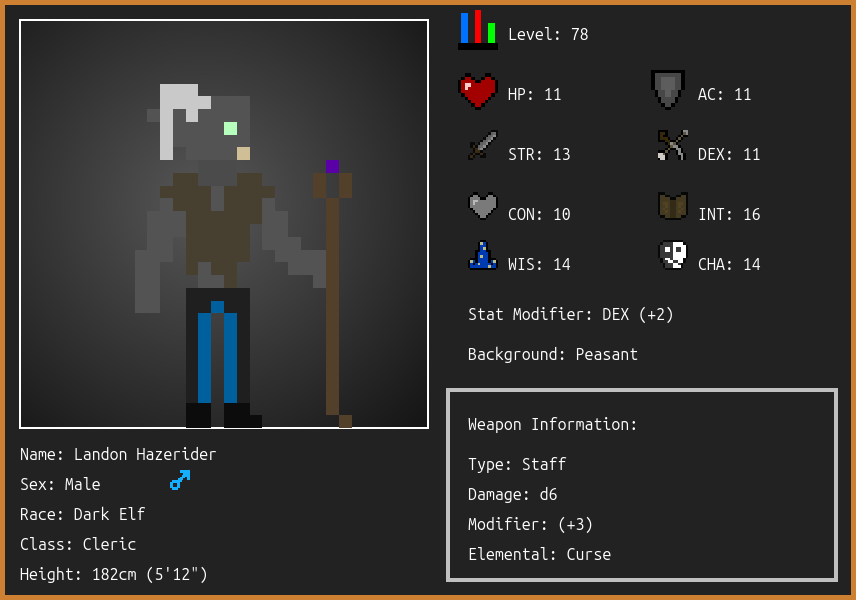 Level: 78
HP: 11
AC: 11
STR: 13
DEX: 11
CON: 10
INT: 16
WIS: 14
CHA: 14
Stat Modifier: DEX (+2)
Background: Peasant
Weapon Information:
Type: Staff
Damage: d6
Modifier: (+3)
Elemental: Curse
Name: Landon Hazerider
Sex: Male
Race: Dark Elf
Class: Cleric
Height: 182cm (5'12")